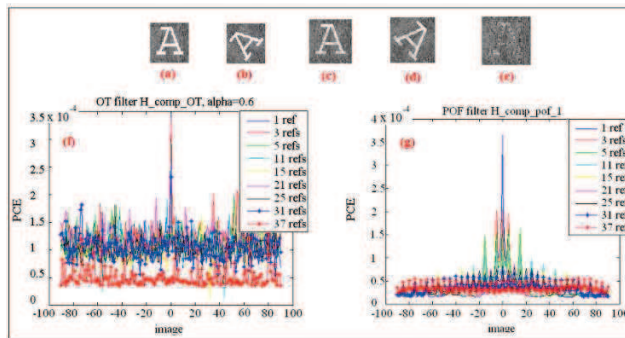 A A A A
(a) (b) (c) (d) (e)
OT filter H_comp_OT, alpha=0.6
3.5 x 10 -4
3
2.5
2
1.5
1
0.5
0
PCE
(f)
1 ref
3 refs
5 refs
11 refs
15 refs
21 refs
25 refs
31 refs
37 refs
-100 -80 -60 -40 -20 0 20 40 60 80 100
image
POF filter H_comp_pof_1
4 x 10 -4
3.5
3
2.5
2
1.5
1
0.5
0
PCE
(g)
1 ref
3 refs
5 refs
11 refs
15 refs
21 refs
25 refs
31 refs
37 refs
-100 -80 -60 -40 -20 0 20 40 60 80 100
image